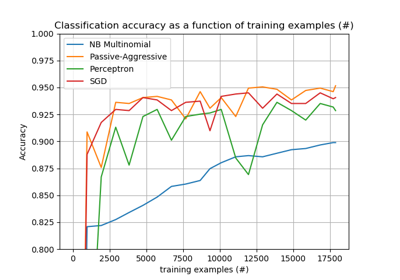 Classification accuracy as a function of training examples (#)
1.000
0.975
0.950
0.925
0.900
0.875
0.850
0.825
0.800
Accuracy
NB Multinomial
Passive-Aggressive
Perceptron
SGD
0 2500 5000 7500 10000 12500 15000 17500
training examples (#)